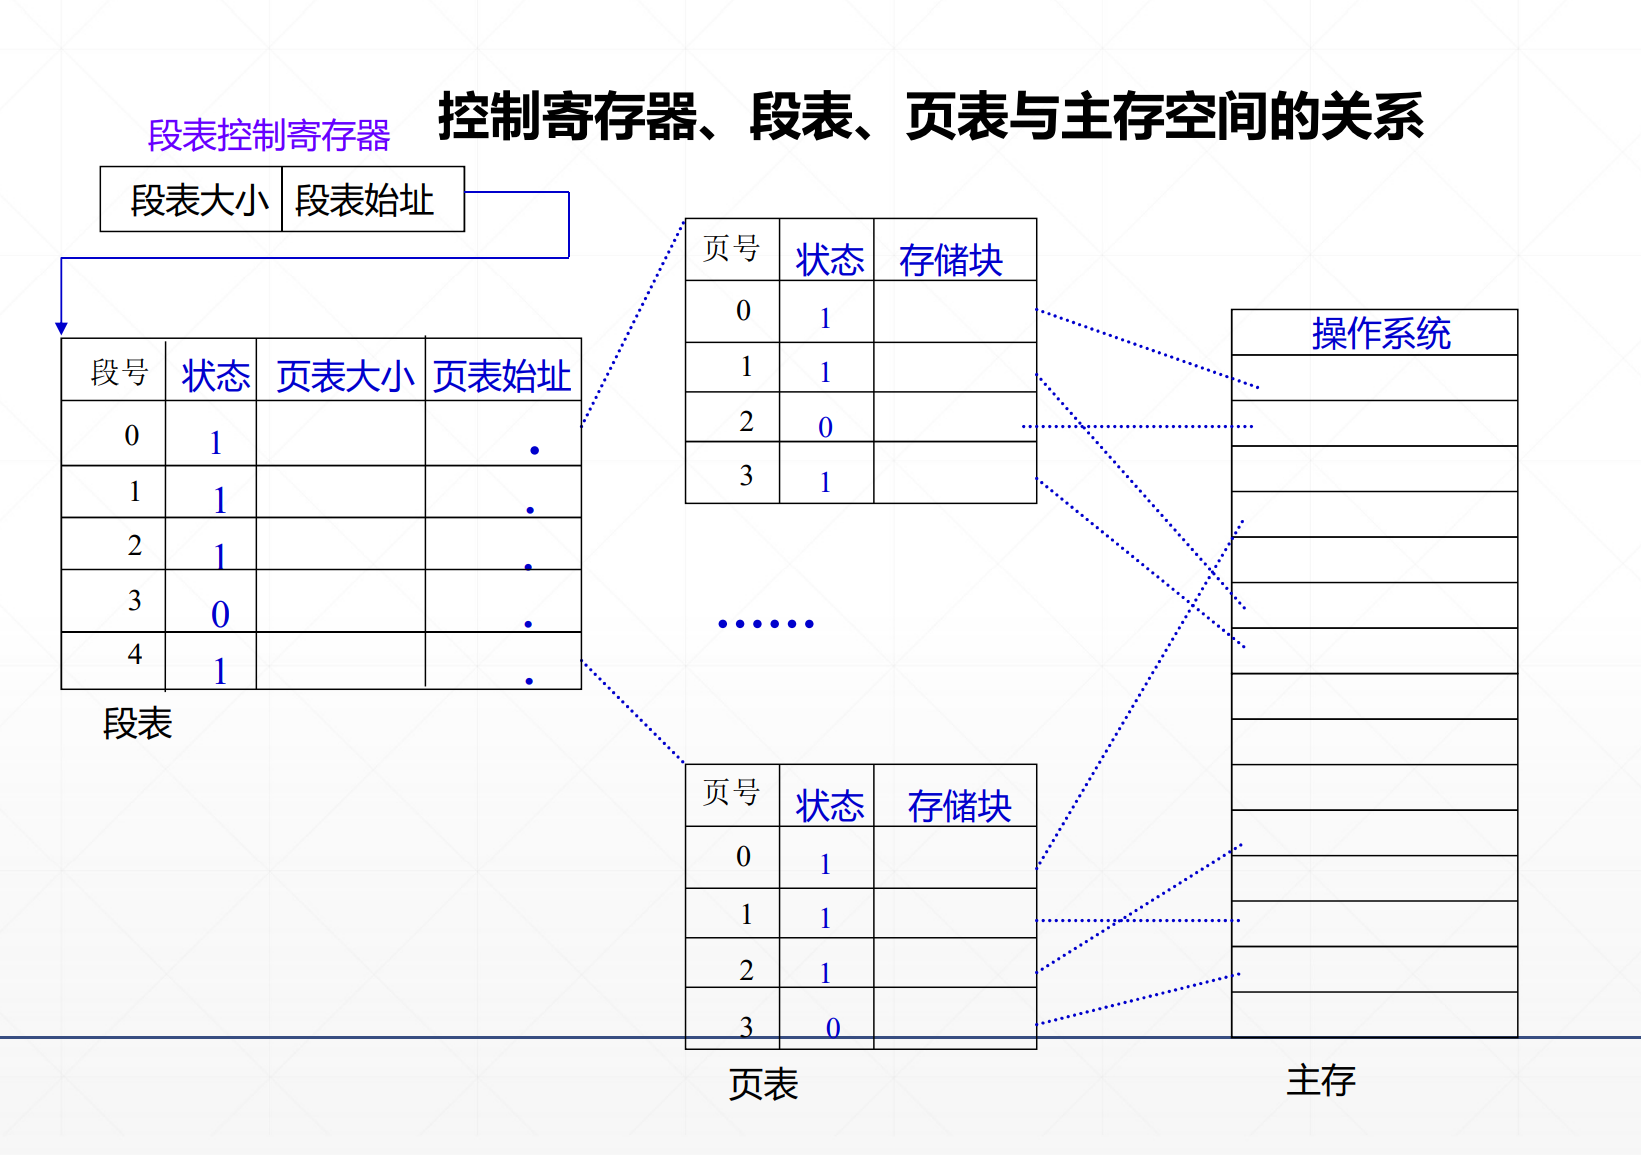 控制寄存器、段表、页表与主存空间的关系
段表控制寄存器
段表大小 段表始址
段号 状态 页表大小 页表始址
0 1 .
1 1 .
2 1 .
3 0 .
4 1 .
段表
页号 状态 存储块
0 1
1 1
2 0
3 1
……
页号 状态 存储块
0 1
1 1
2 1
3 0
页表
操作系统
主存